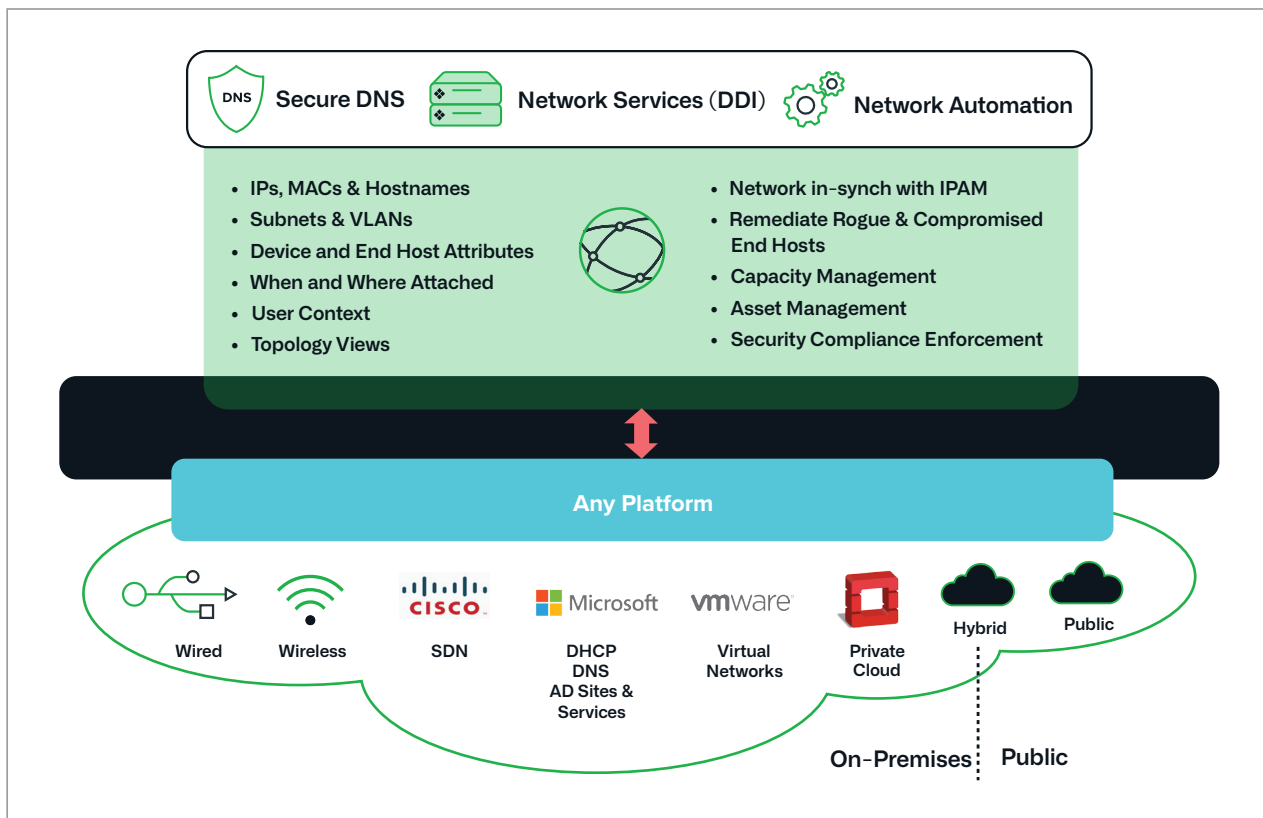 DNS
Secure DNS
Network Services (DDI)
Network Automation
• IPs, MACs & Hostnames
• Subnets & VLANs
• Device and End Host Attributes
• When and Where Attached
• User Context
• Topology Views
• Network in-synch with IPAM
• Remediate Rogue & Compromised
End Hosts
• Capacity Management
• Asset Management
• Security Compliance Enforcement
Any Platform
CISCO
Microsoft
vmware
Wired
Wireless
SDN
DHCP
DNS
AD Sites &
Services
Virtual
Networks
Private
Cloud
Hybrid
Public
On-Premises
Public